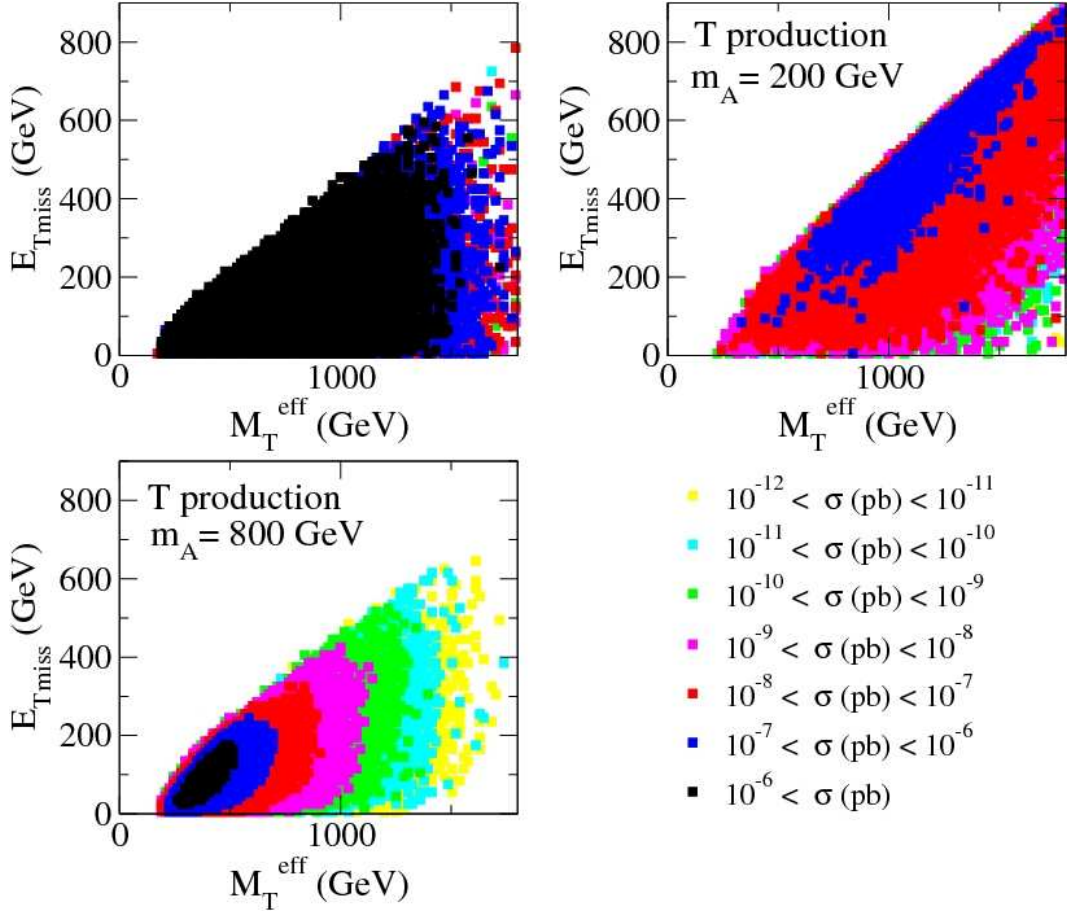 800
600
400
200
0
E_Tmiss (GeV)
0
1000
M_T^eff (GeV)
T production
m_A = 200 GeV
800
600
400
200
0
E_Tmiss (GeV)
0
1000
M_T^eff (GeV)
T production
m_A = 800 GeV
800
600
400
200
0
E_Tmiss (GeV)
0
1000
M_T^eff (GeV)
10^-12 < σ (pb) < 10^-11
10^-11 < σ (pb) < 10^-10
10^-10 < σ (pb) < 10^-9
10^-9 < σ (pb) < 10^-8
10^-8 < σ (pb) < 10^-7
10^-7 < σ (pb) < 10^-6
10^-6 < σ (pb)